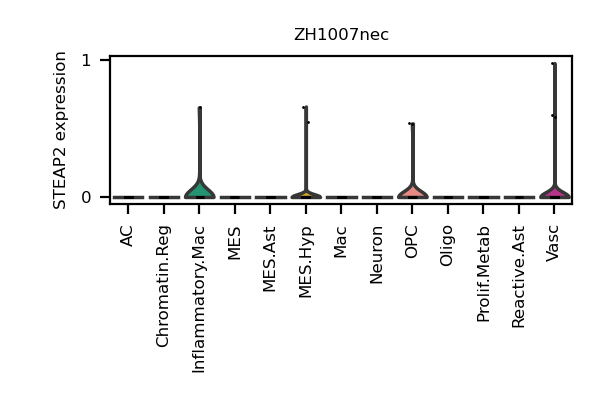 ZH1007nec
STEAP2 expression
1
0
AC
Chromatin.Reg
Inflammatory.Mac
MES
MES.Ast
MES.Hyp
Mac
Neuron
OPC
Oligo
Prolif.Metab
Reactive.Ast
Vasc